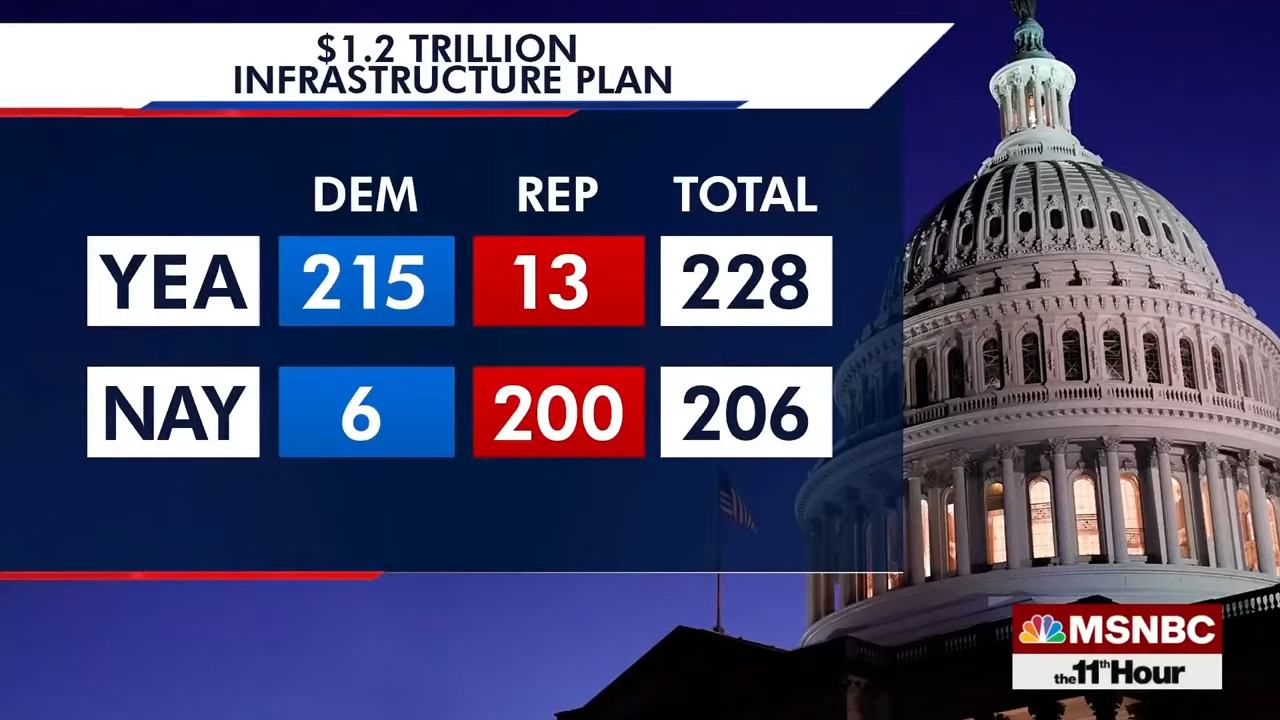 $1.2 TRILLION
INFRASTRUCTURE PLAN
DEM REP TOTAL
YEA 215 13 228
NAY 6 200 206
MSNBC
the 11th Hour